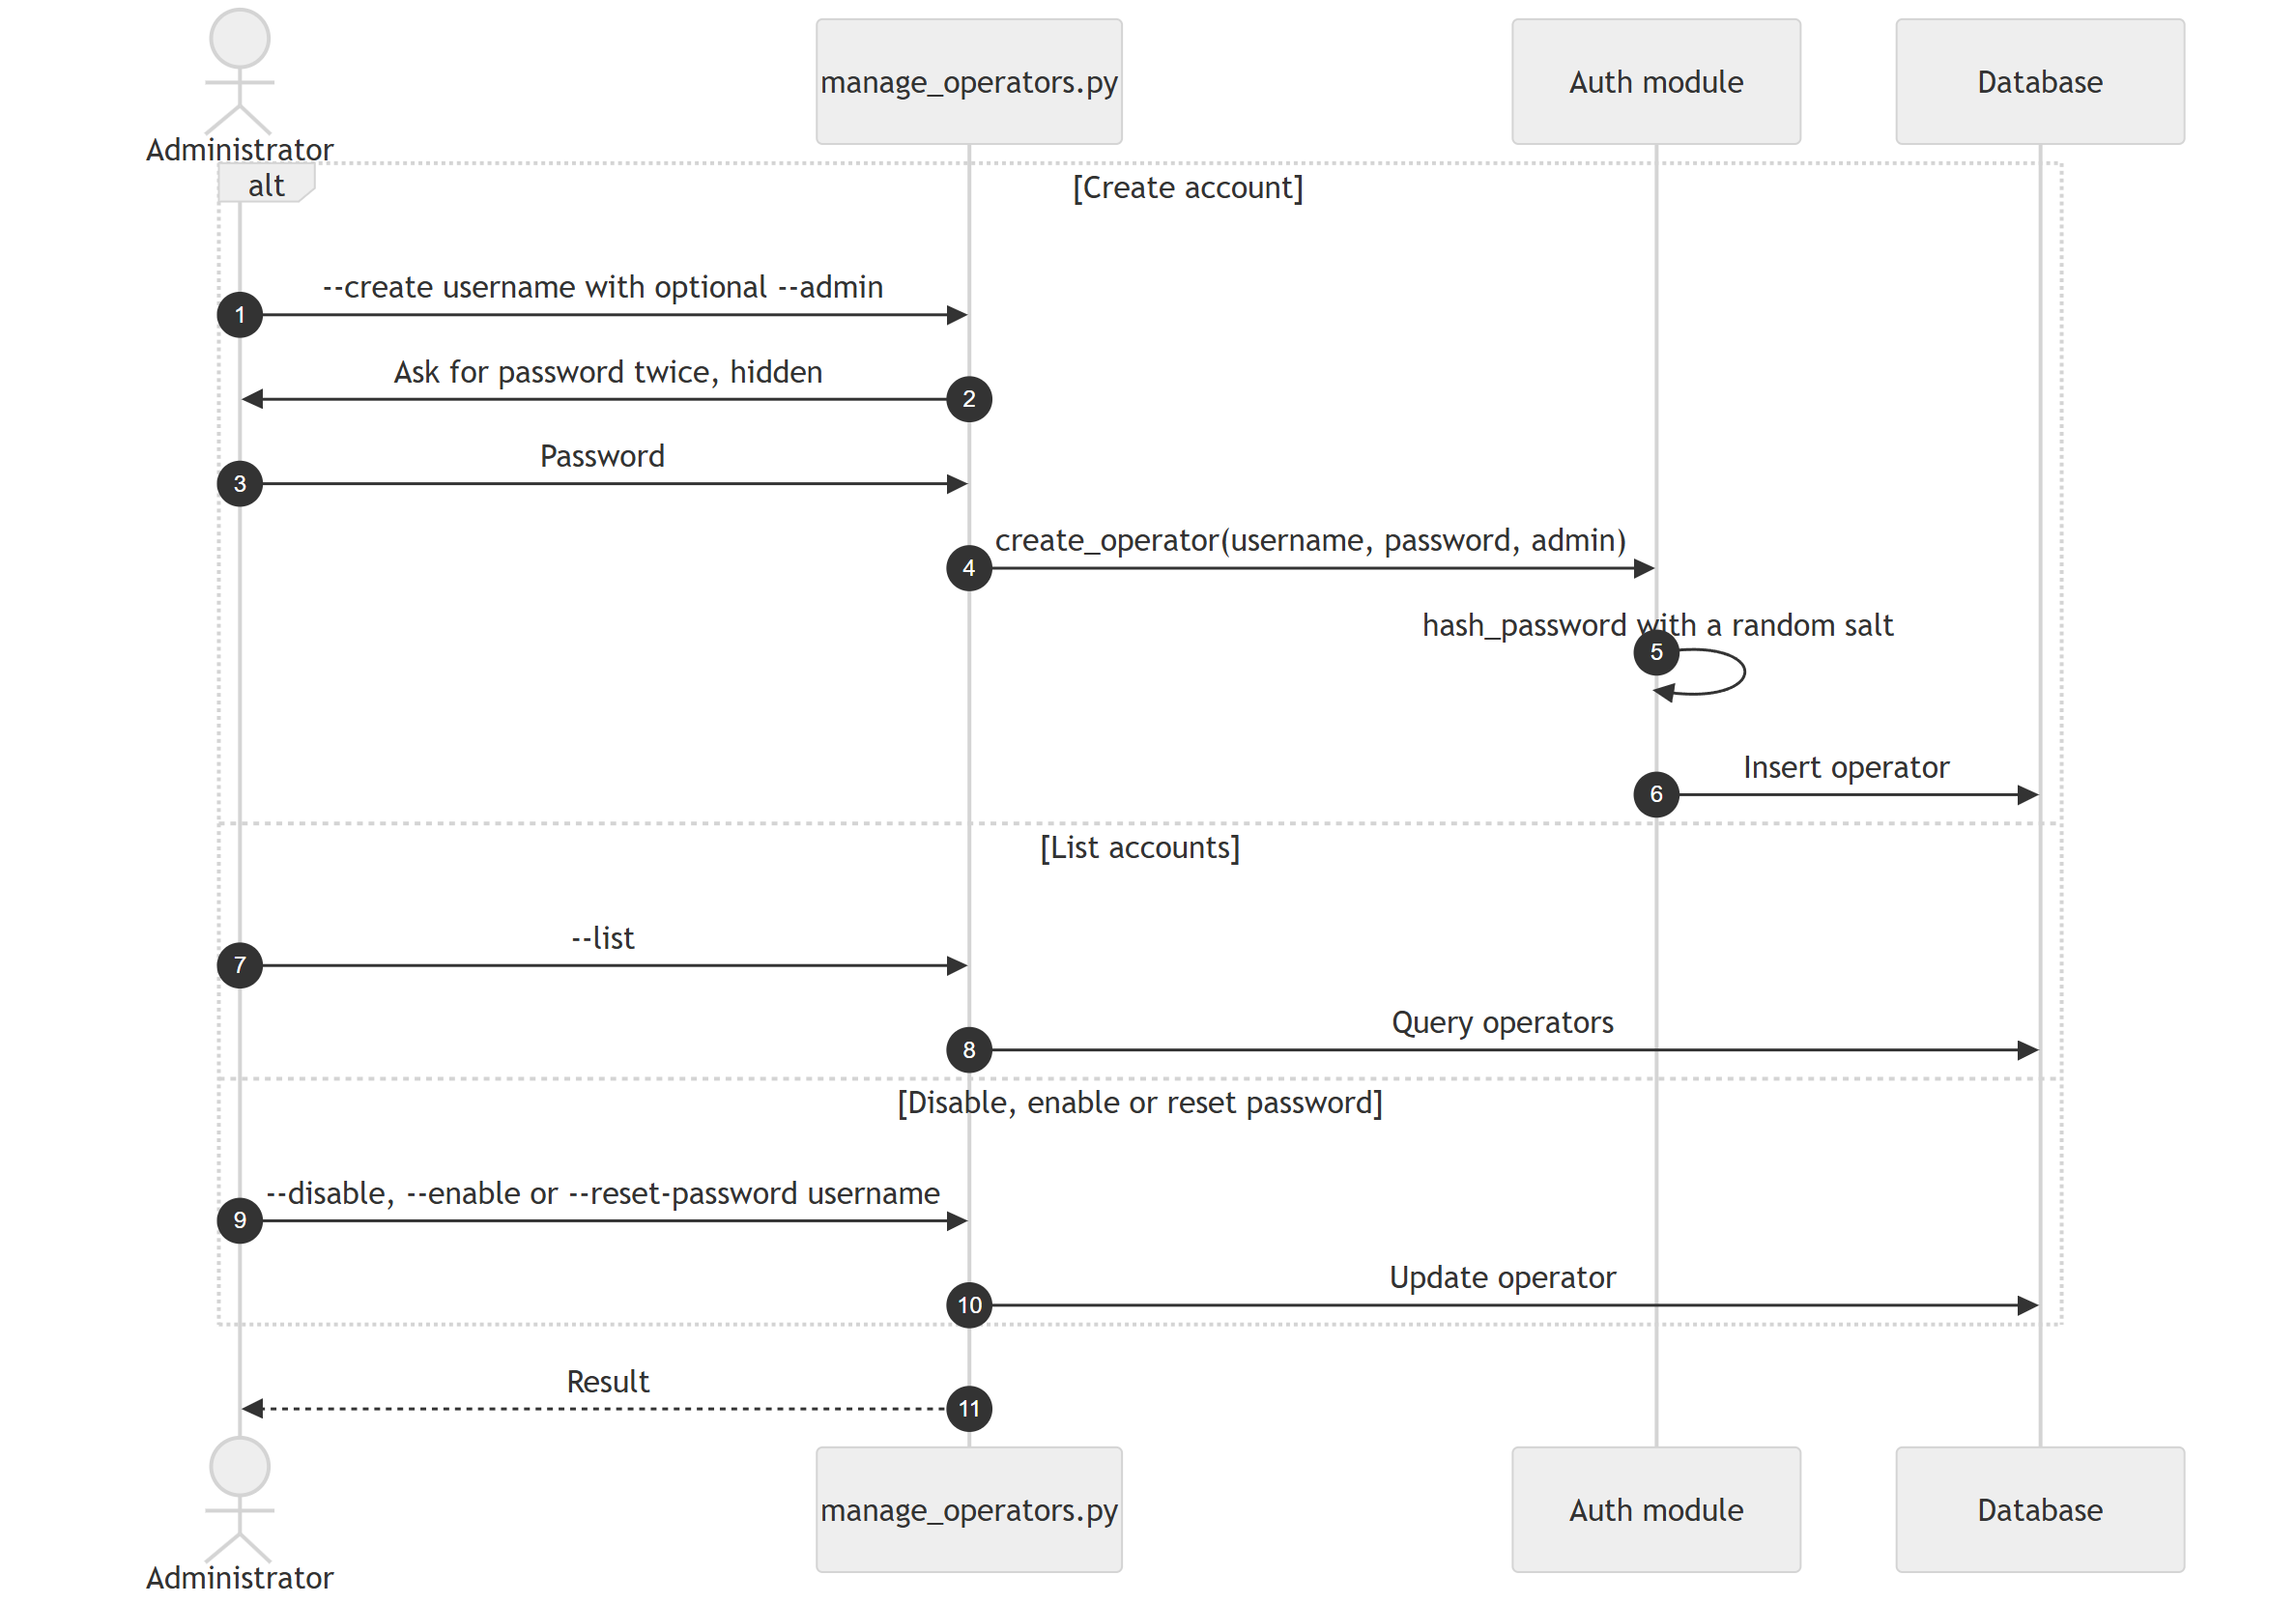 Administrator
manage_operators.py
Auth module
Database
alt
[Create account]
--create username with optional --admin
1
Ask for password twice, hidden
2
Password
3
create_operator(username, password, admin)
4
hash_password with a random salt
5
Insert operator
6
[List accounts]
--list
7
Query operators
8
[Disable, enable or reset password]
--disable, --enable or --reset-password username
9
Update operator
10
Result
11
manage_operators.py
Auth module
Database
Administrator